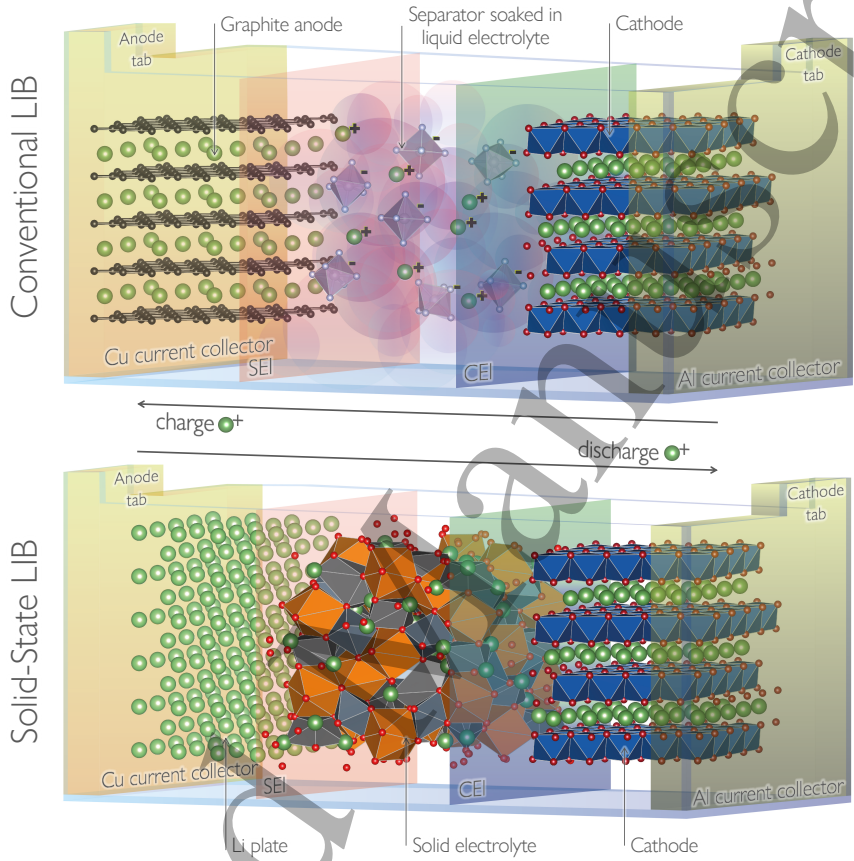 Conventional LIB
Anode
tab
Graphite anode
Separator soaked in
liquid electrolyte
Cathode
Cathode
tab
+
-
+
-
-
-
+
+
+
+
-
+
-
-
Cu current collector
SEI
CEI
Al current collector
charge +
discharge +
Solid-State LIB
Anode
tab
Cathode
tab
Cu current collector
SEI
CEI
Al current collector
Li plate
Solid electrolyte
Cathode